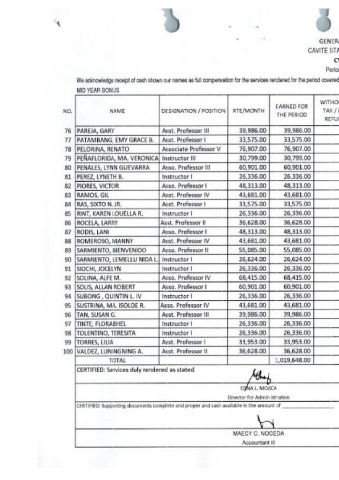 GENER
CAVITE STA
Perio
We acknowledge receipt of cash shown our names as full compensation for the services rendered for the period covered
MID YEAR BONUS
NO. NAME DESIGNATION / POSITION RTE/MONTH EARNED FOR THE PERIOD WITHO TAX / REFU
76 PAREJA, GARY Asst. Professor III 39,986.00 39,986.00
77 PATAMBANG, EMY GRACE B. Asst. Professor I 33,575.00 33,575.00
78 PELORINA, RENATO Associate Professor V 76,907.00 76,907.00
79 PEÑAFLORIDA, MA. VERONICA Instructor III 30,799.00 30,799.00
80 PENALES, LYNN GUEVARRA Asso. Professor III 60,901.00 60,901.00
81 PEREZ, LYNETH B. Instructor I 26,336.00 26,336.00
82 PIORES, VICTOR Asso. Professor I 48,313.00 48,313.00
83 RAMOS, GIL Asst. Professor IV 43,681.00 43,681.00
84 RAS, SIXTO N. JR. Asst. Professor I 33,575.00 33,575.00
85 RINT, KAREN LOUELLA R. Instructor I 26,336.00 26,336.00
86 ROCELA, LARRY Asst. Professor II 36,628.00 36,628.00
87 RODIS, LANI Asso. Professor I 48,313.00 48,313.00
88 ROMEROSO, MANNY Asst. Professor IV 43,681.00 43,681.00
89 SARMIENTO, BIENVENIDO Asso. Professor II 55,085.00 55,085.00
90 SARMIENTO, LEMELLU NIDA L. Instructor I 26,624.00 26,624.00
91 SIOCHI, JOCELYN Instructor I 26,336.00 26,336.00
92 SOLINA, ALFE M. Asso. Professor IV 68,415.00 68,415.00
93 SOLIS, ALLAN ROBERT Asso. Professor I 60,901.00 60,901.00
94 SUBONG , QUINTIN L. IV Instructor I 26,336.00 26,336.00
95 SUSTRINA, MA. ISOLDE R. Asst. Professor IV 43,681.00 43,681.00
96 TAN, SUSAN G. Asst. Professor III 39,986.00 39,986.00
97 TINTE, FLORABHEL Instructor I 26,336.00 26,336.00
98 TOLENTINO, TERESITA Instructor I 26,336.00 26,336.00
99 TORRES, LILIA Asst. Professor I 33,953.00 33,953.00
100 VALDEZ, LUNINGNING A. Asst. Professor II 36,628.00 36,628.00
TOTAL ,019,648.00
CERTIFIED: Services duly rendered as stated
EDNA L. MOJICA
Director for Admin istration
CERTIFIED: Supporting documents complete and proper and cash available in the amount of
MAECY C. NOCEDA
Accountant III